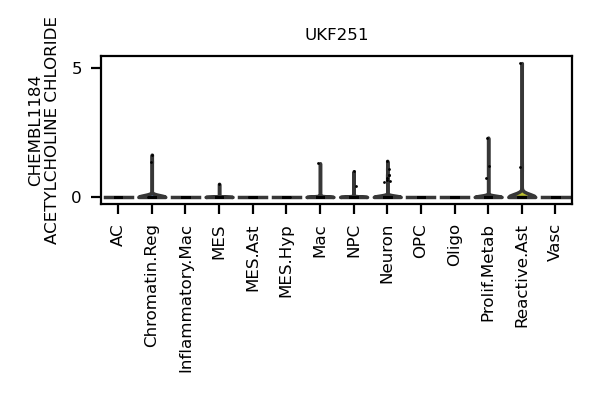 UKF251
CHEMBL1184
ACETYLCHOLINE CHLORIDE
5
0
AC
Chromatin.Reg
Inflammatory.Mac
MES
MES.Ast
MES.Hyp
Mac
NPC
Neuron
OPC
Oligo
Prolif.Metab
Reactive.Ast
Vasc